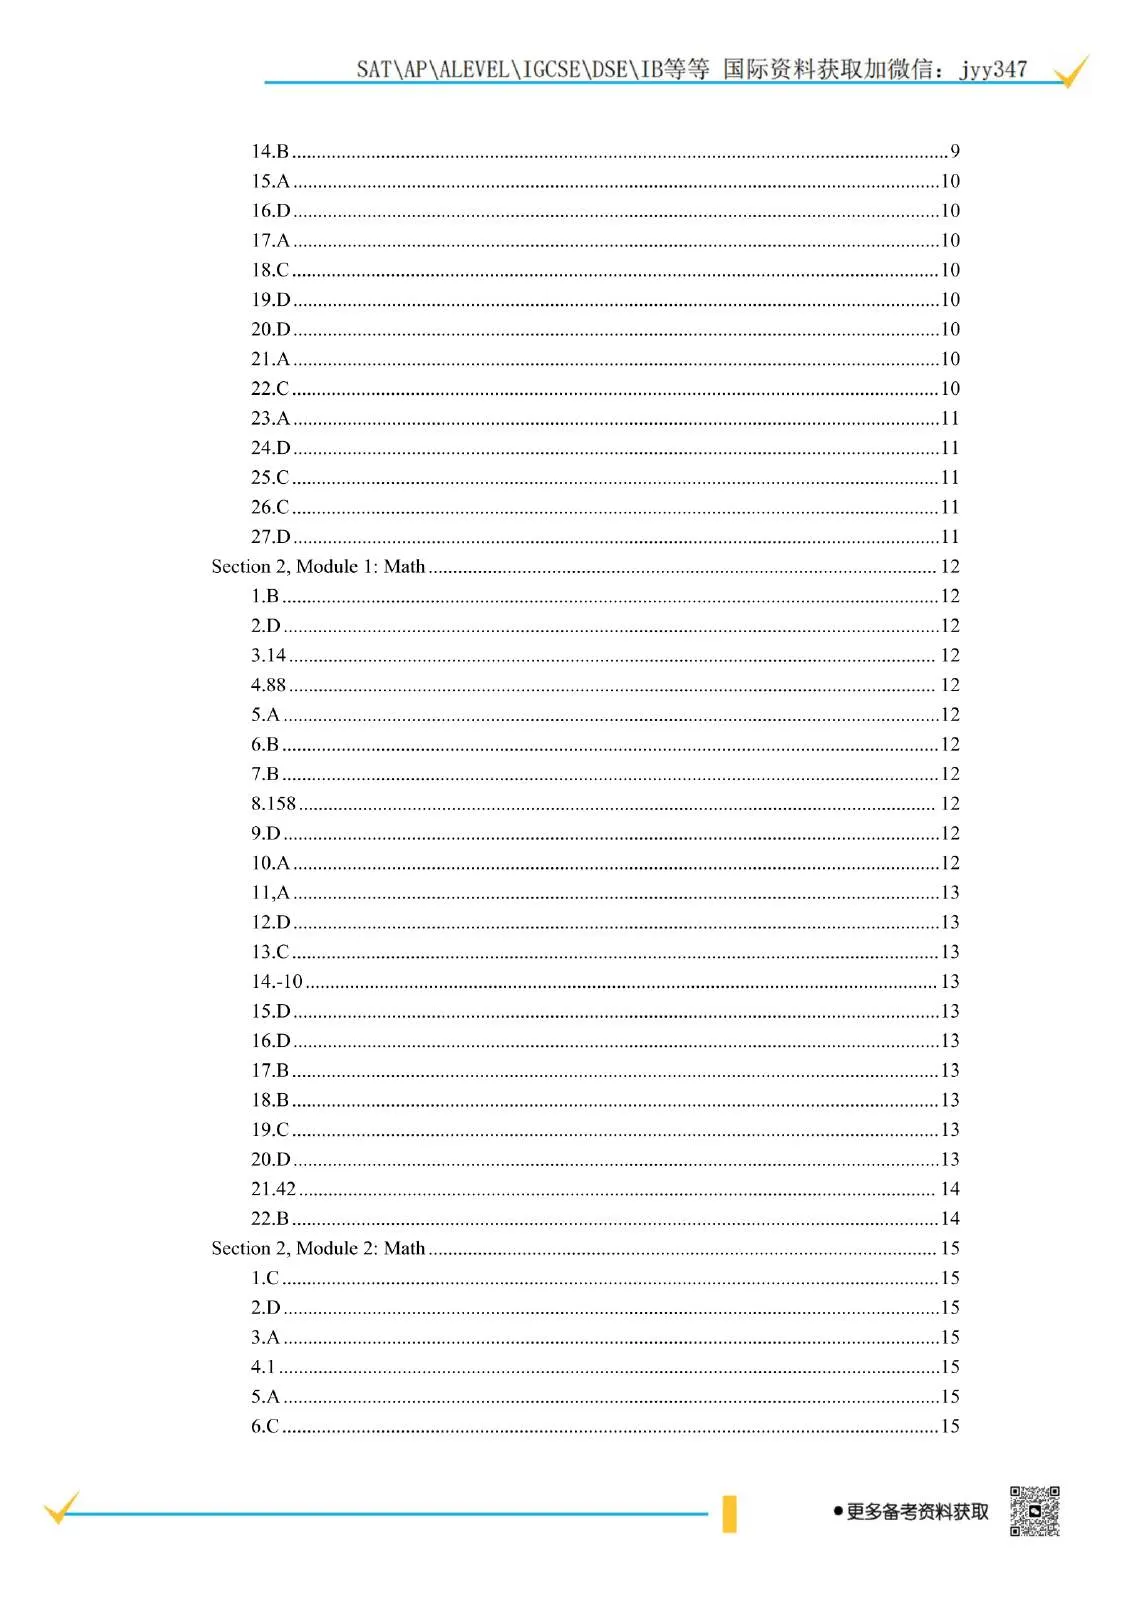 SAT\AP\ALEVEL\IGCSE\DSE\IB等等 国际资料获取加微信：jyy347
14.B........9
15.A........10
16.D........10
17.A........10
18.C........10
19.D........10
20.D........10
21.A........10
22.C........10
23.A........11
24.D........11
25.C........11
26.C........11
27.D........11
Section 2, Module 1: Math........12
1.B........12
2.D........12
3.14........12
4.88........12
5.A........12
6.B........12
7.B........12
8.158........12
9.D........12
10.A........12
11,A........13
12.D........13
13.C........13
14.-10........13
15.D........13
16.D........13
17.B........13
18.B........13
19.C........13
20.D........13
21.42........14
22.B........14
Section 2, Module 2: Math........15
1.C........15
2.D........15
3.A........15
4.1........15
5.A........15
6.C........15
●更多备考资料获取